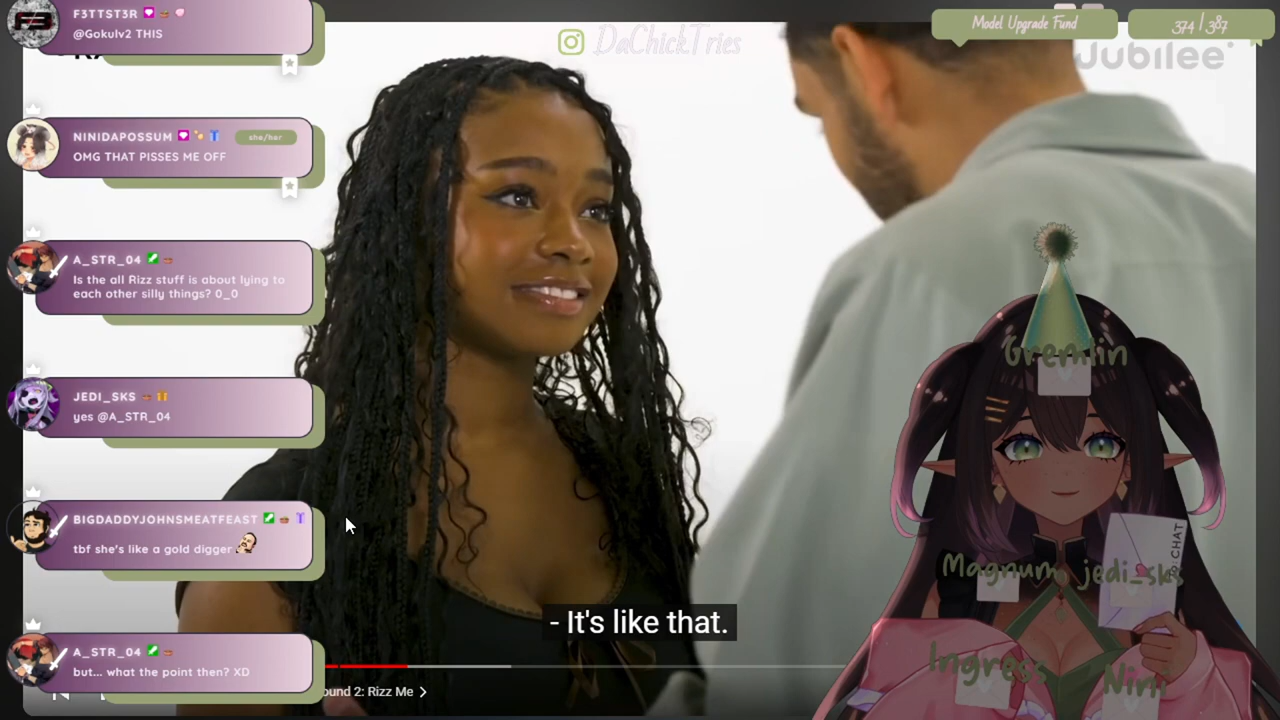 F3TTST3R
@Gokulv2 THIS
DaChickTries
Model Upgrade Fund
374 / 387
Jubilee
NINIDAPOSSUM
she/her
OMG THAT PISSES ME OFF
A_STR_04
Is the all Rizz stuff is about lying to
each other silly things? 0_0
Gremlin
JEDI_SKS
yes @A_STR_04
BIGDADDYJOHNSMEATFEAST
tbf she's like a gold digger
CHAT
Magnum
jedi_sks
- It's like that.
A_STR_04
but... what the point then? XD
Ingress
Nini
ound 2: Rizz Me